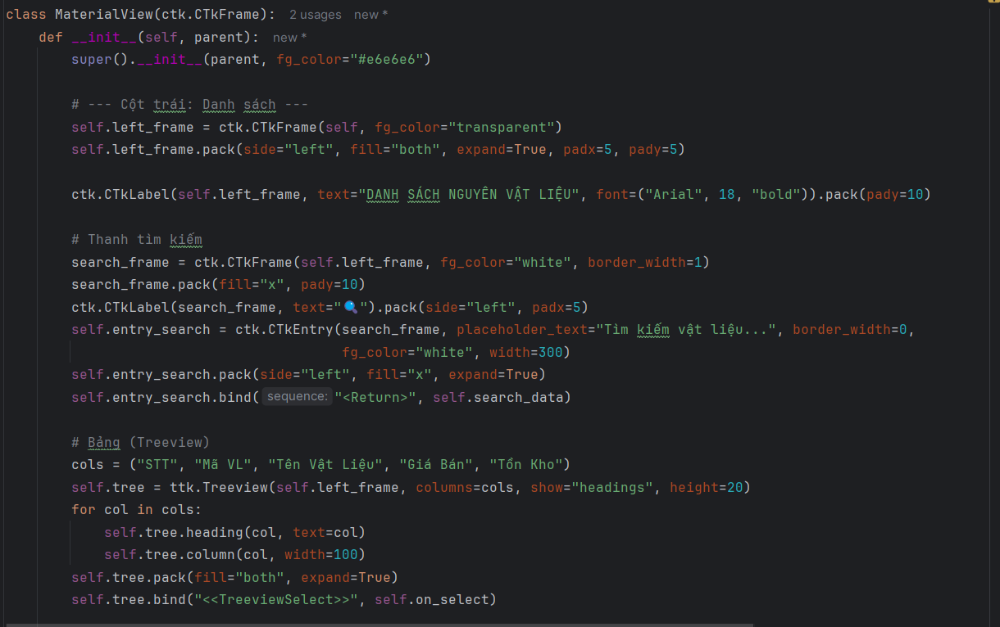 class MaterialView(ctk.CTkFrame): 2 usages new *
def __init__(self, parent): new *
super().__init__(parent, fg_color="#e6e6e6")
# --- Cột trái: Danh sách ---
self.left_frame = ctk.CTkFrame(self, fg_color="transparent")
self.left_frame.pack(side="left", fill="both", expand=True, padx=5, pady=5)
ctk.CTkLabel(self.left_frame, text="DANH SÁCH NGUYÊN VẬT LIỆU", font=("Arial", 18, "bold")).pack(pady=10)
# Thanh tìm kiếm
search_frame = ctk.CTkFrame(self.left_frame, fg_color="white", border_width=1)
search_frame.pack(fill="x", pady=10)
ctk.CTkLabel(search_frame, text="🔍").pack(side="left", padx=5)
self.entry_search = ctk.CTkEntry(search_frame, placeholder_text="Tìm kiếm vật liệu...", border_width=0,
fg_color="white", width=300)
self.entry_search.pack(side="left", fill="x", expand=True)
self.entry_search.bind( sequence: "<Return>", self.search_data)
# Bảng (Treeview)
cols = ("STT", "Mã VL", "Tên Vật Liệu", "Giá Bán", "Tồn Kho")
self.tree = ttk.Treeview(self.left_frame, columns=cols, show="headings", height=20)
for col in cols:
self.tree.heading(col, text=col)
self.tree.column(col, width=100)
self.tree.pack(fill="both", expand=True)
self.tree.bind("<<TreeviewSelect>>", self.on_select)